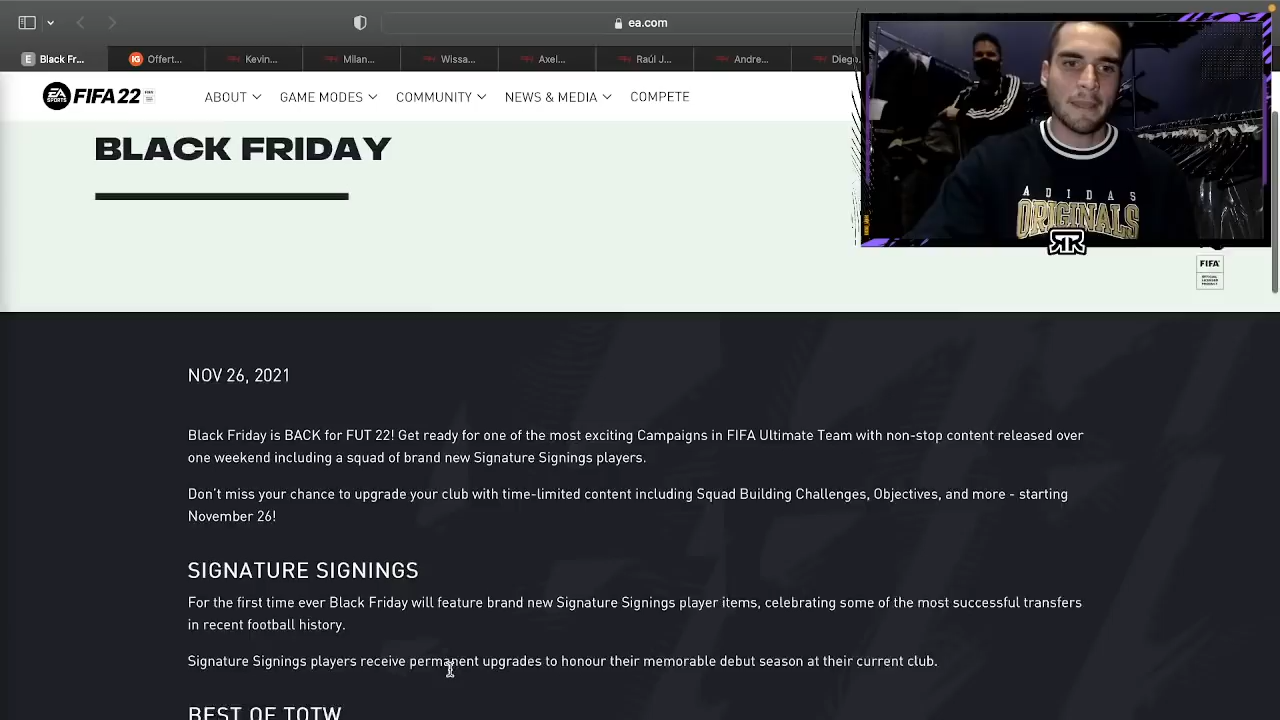 ea.com
Black Fr... Offert... Kevin... Milan... Wissa... Axel... Raúl J... Andre... Diego
EA SPORTS FIFA 22 ABOUT GAME MODES COMMUNITY NEWS & MEDIA COMPETE
BLACK FRIDAY
ADIDAS
ORIGINALS
RR
FIFA
NOV 26, 2021
Black Friday is BACK for FUT 22! Get ready for one of the most exciting Campaigns in FIFA Ultimate Team with non-stop content released over
one weekend including a squad of brand new Signature Signings players.
Don't miss your chance to upgrade your club with time-limited content including Squad Building Challenges, Objectives, and more - starting
November 26!
SIGNATURE SIGNINGS
For the first time ever Black Friday will feature brand new Signature Signings player items, celebrating some of the most successful transfers
in recent football history.
Signature Signings players receive permanent upgrades to honour their memorable debut season at their current club.
BEST OF TOTW